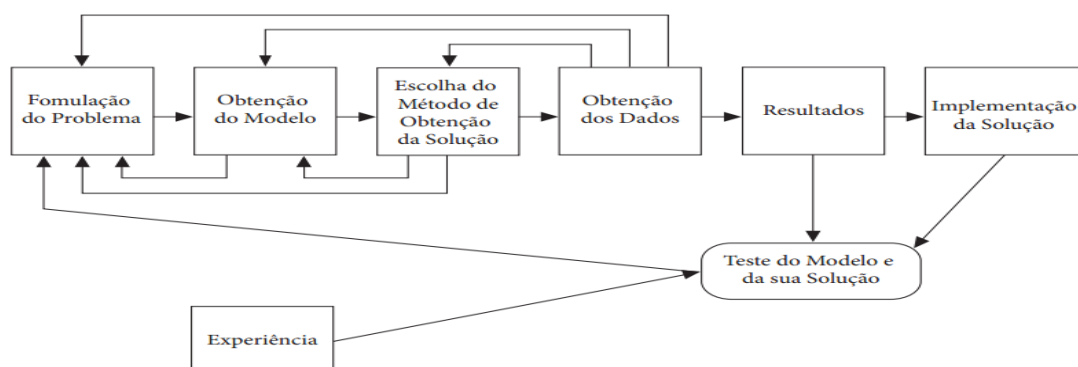 Fomulação
do Problema
Obtenção
do Modelo
Escolha do
Método de
Obtenção
da Solução
Obtenção
dos Dados
Resultados
Implementação
da Solução
Teste do Modelo e
da sua Solução
Experiência